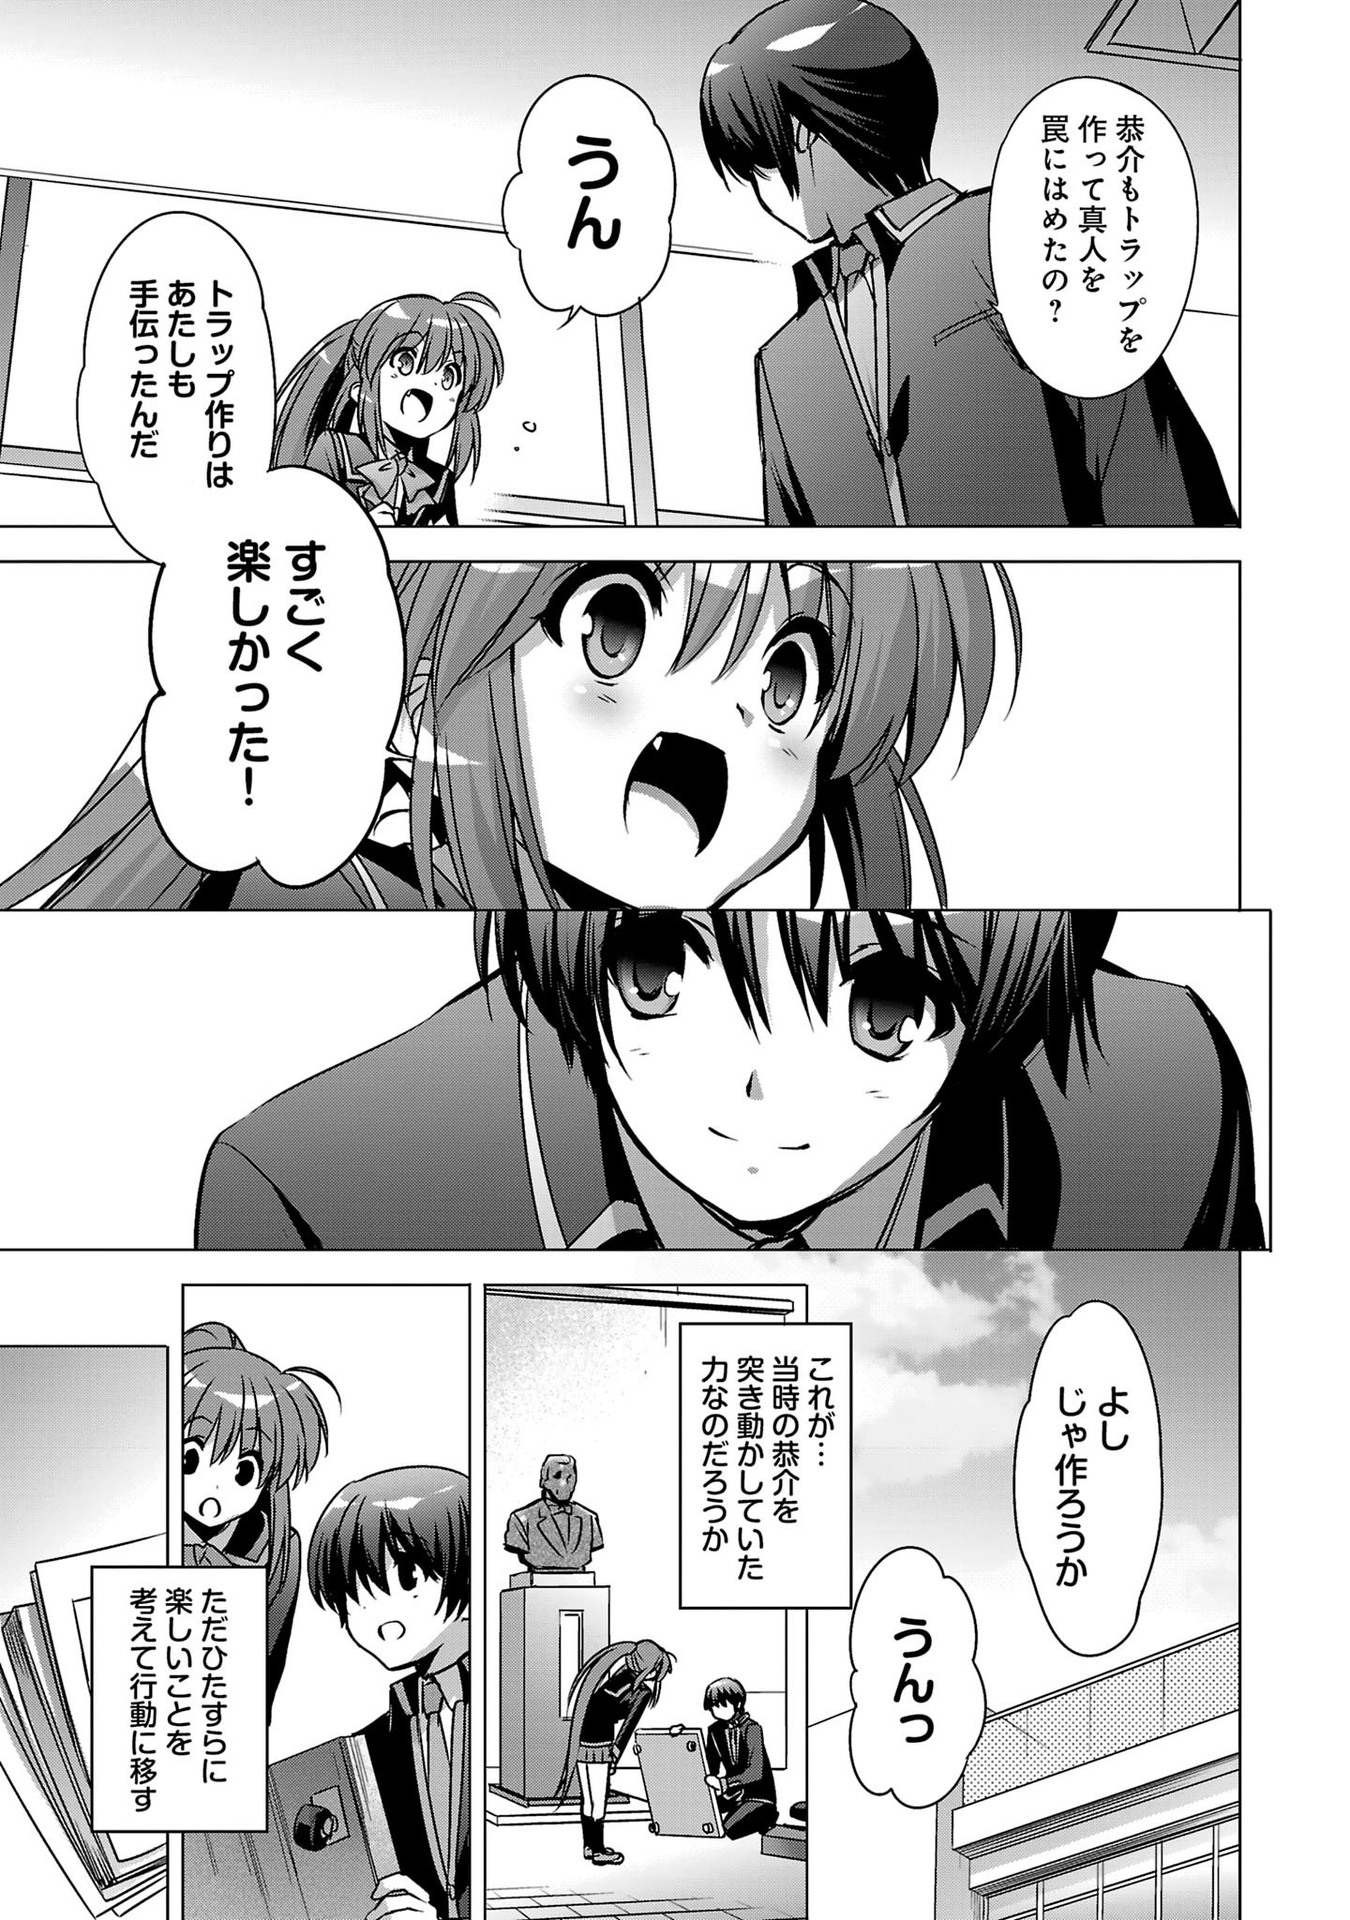 恭介もトラップを
作って真人を
罠にはめたの？
うん
トラップ作りは
あたしも
手伝ったんだ
すごく
楽しかった！
よし
じゃ作ろうか
うんっ
これが…
当時の恭介を
突き動かしていた
力なのだろうか
ただひたすらに
楽しいことを
考えて行動に移す